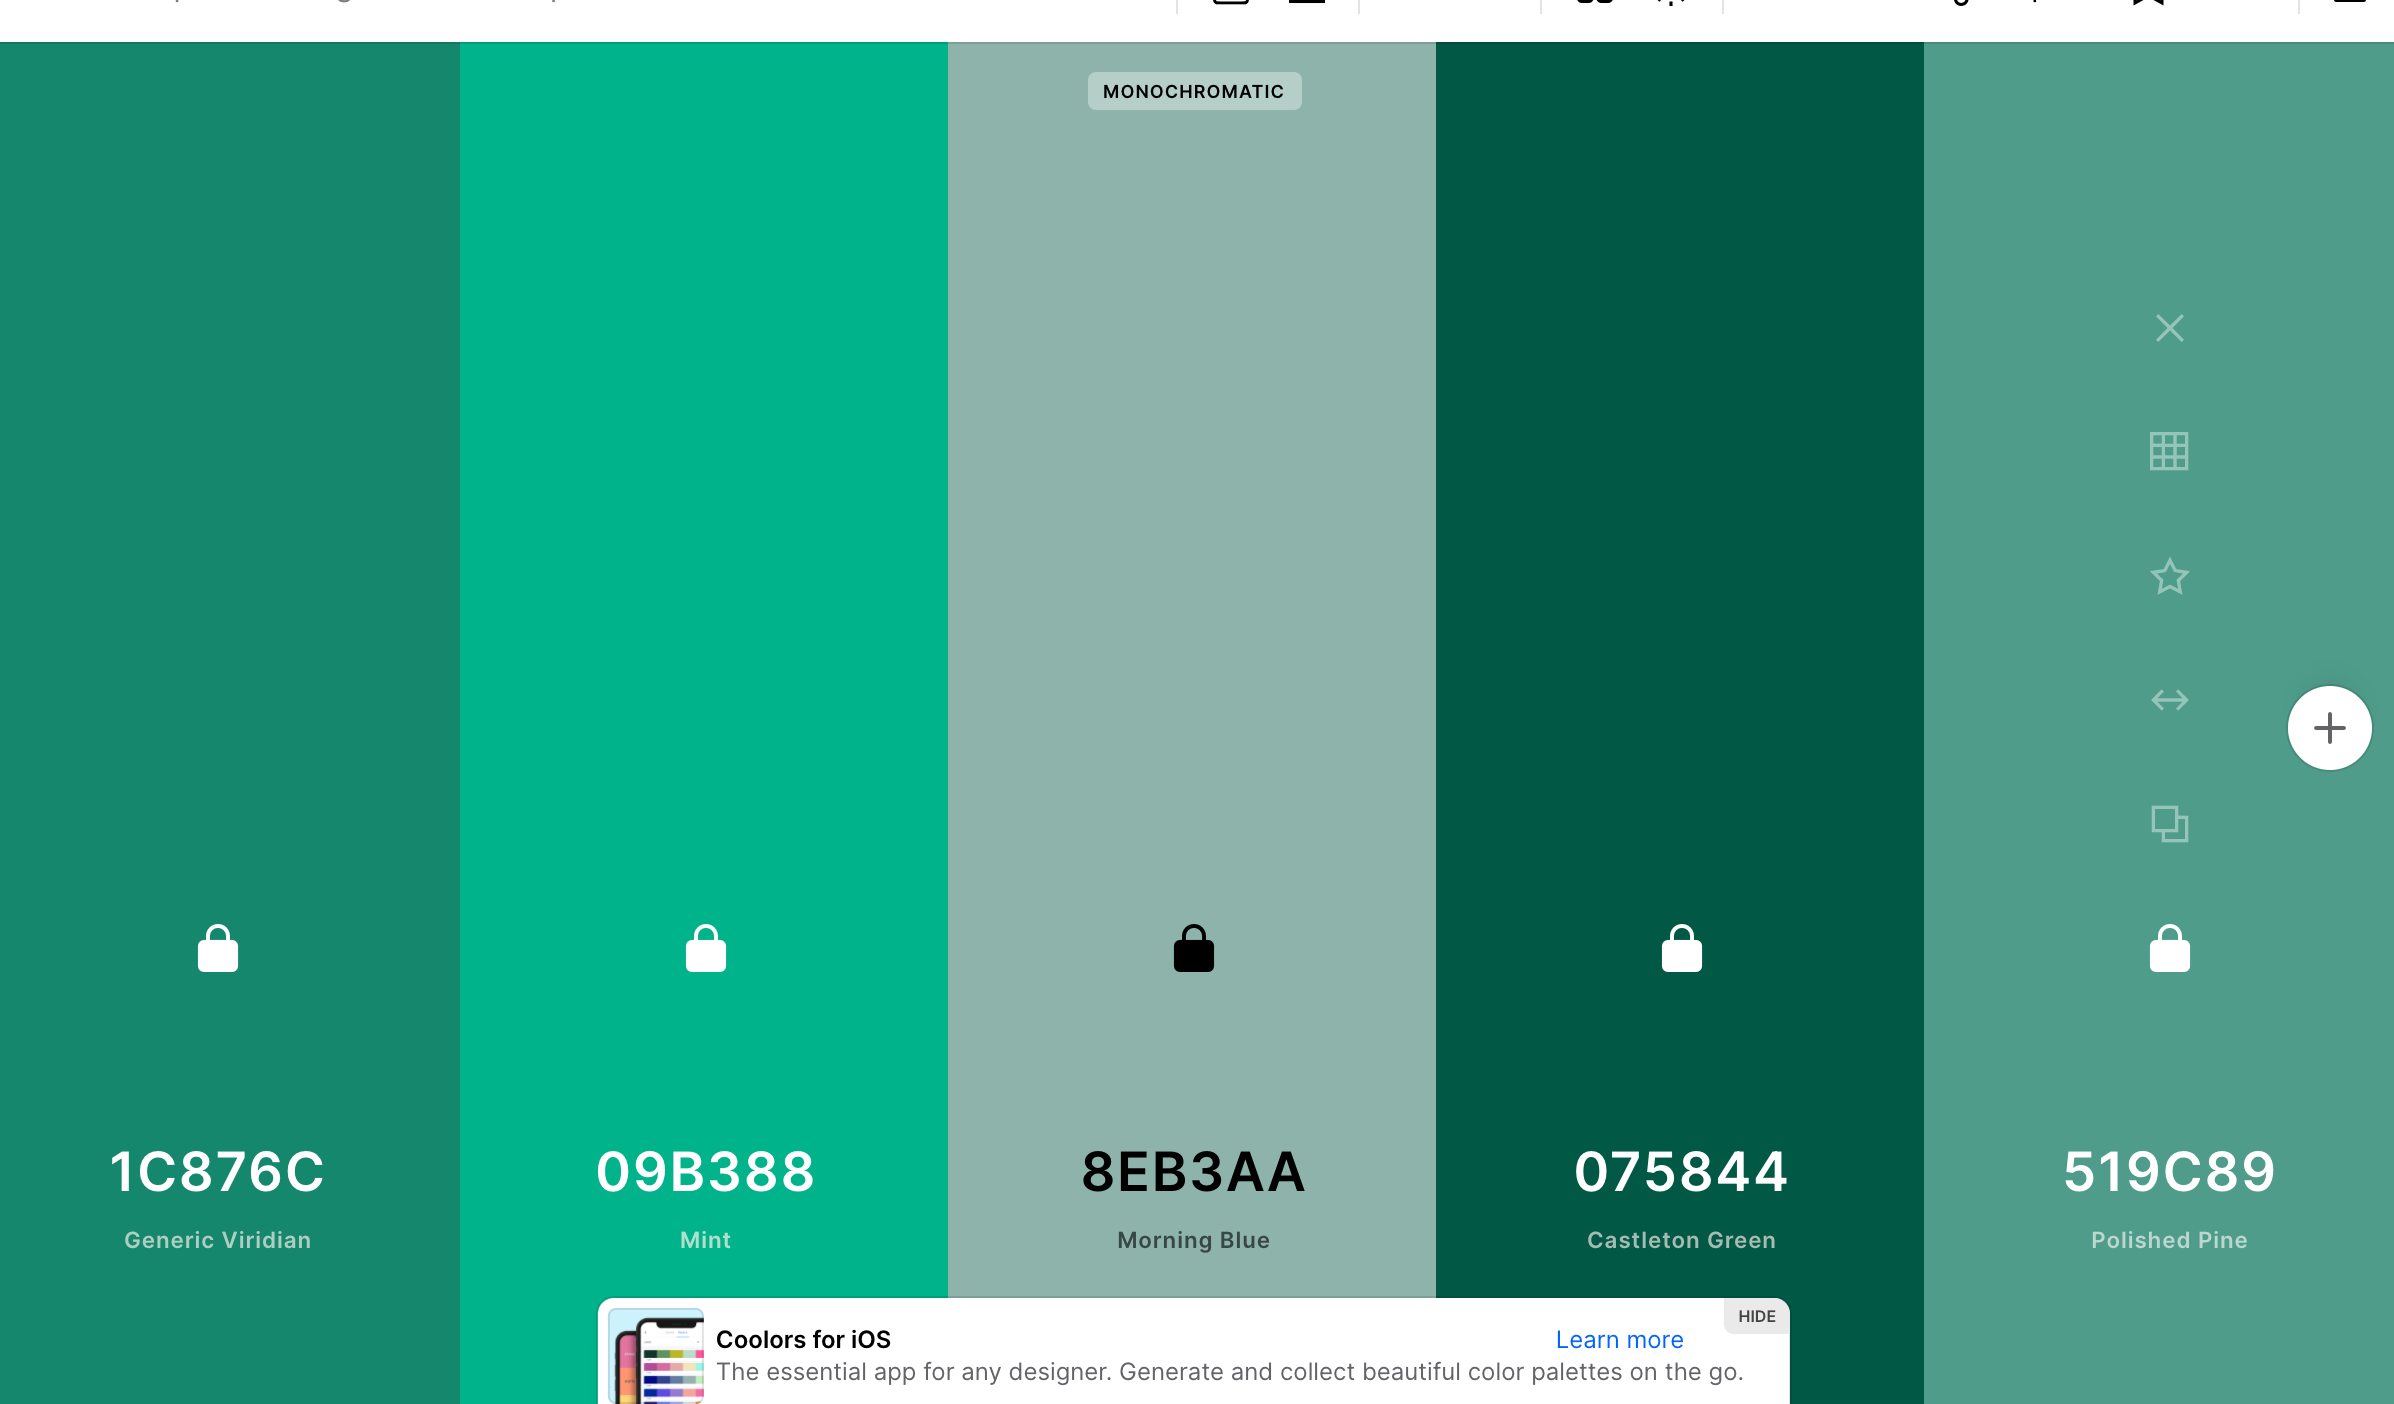 MONOCHROMATIC
1C876C
Generic Viridian
09B388
Mint
8EB3AA
Morning Blue
075844
Castleton Green
519C89
Polished Pine
HIDE
Coolors for iOS
Learn more
The essential app for any designer. Generate and collect beautiful color palettes on the go.